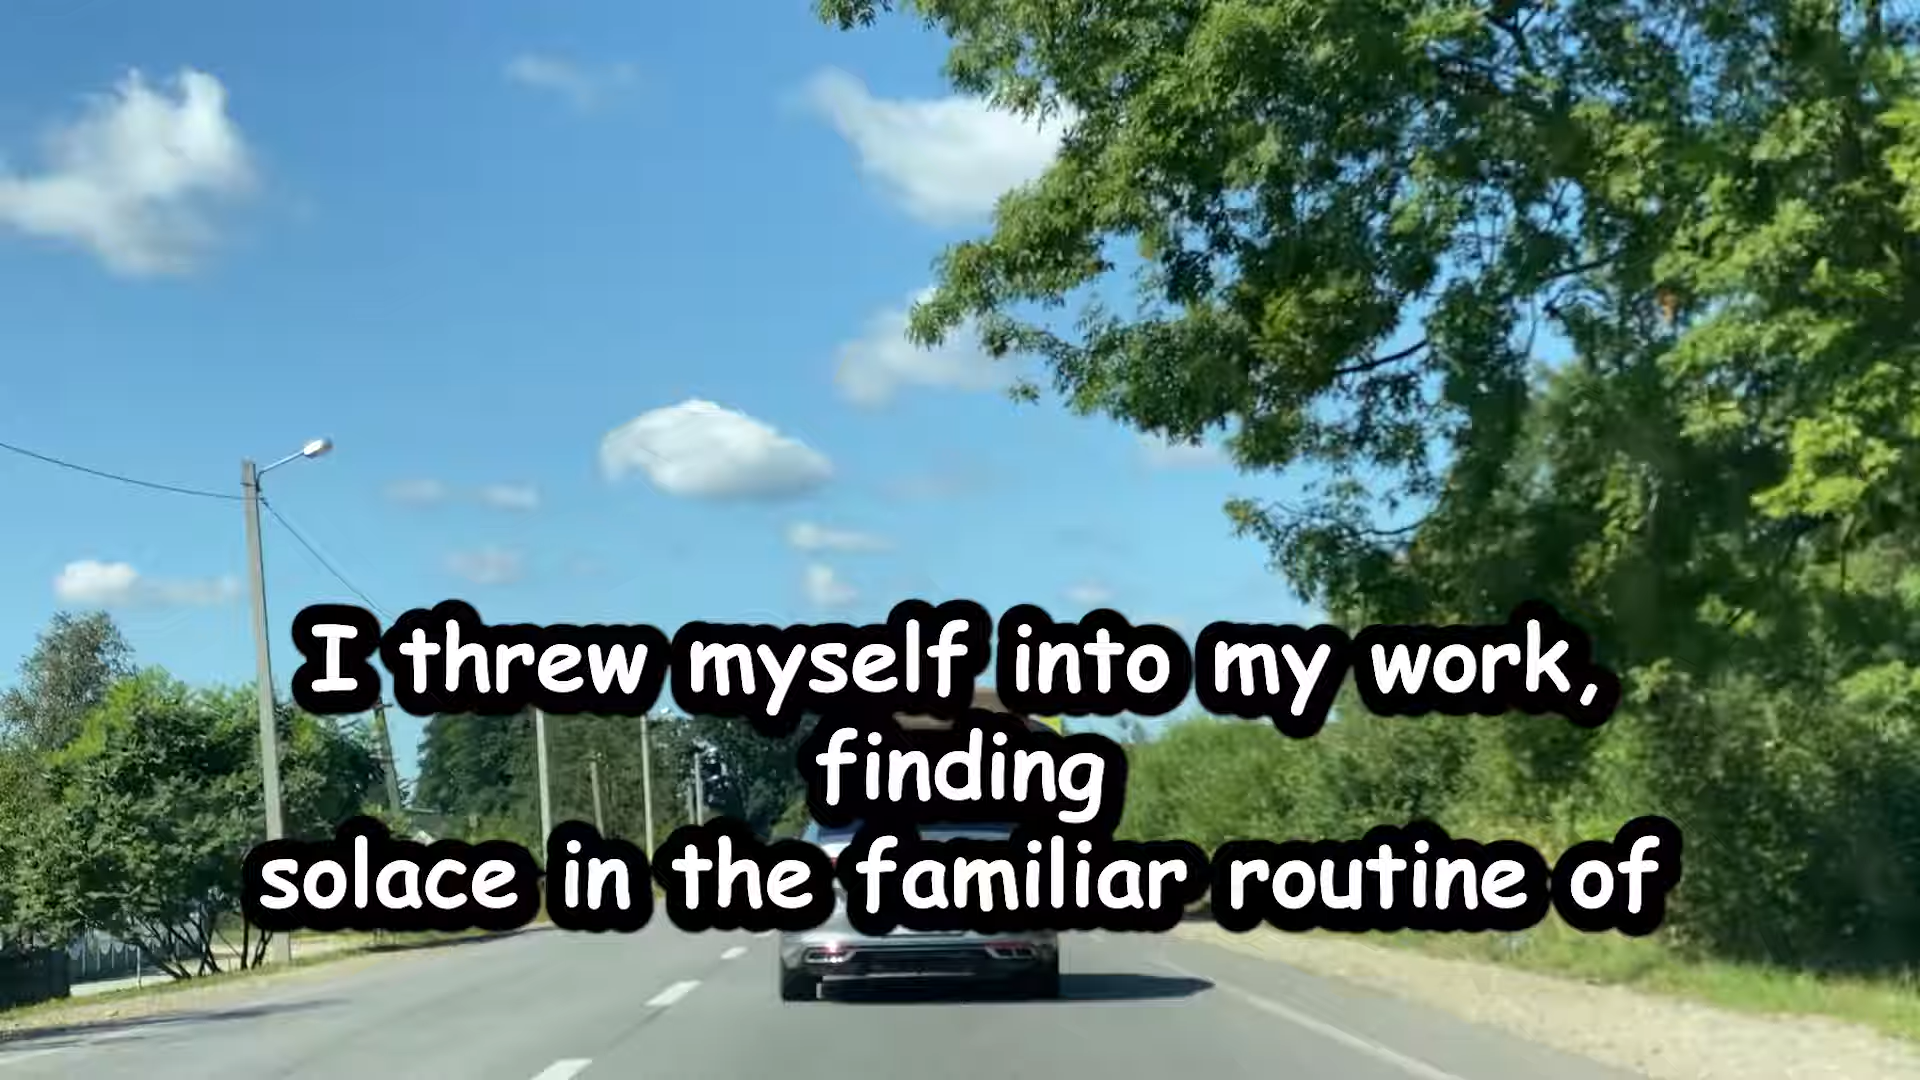 I threw myself into my work,
finding
solace in the familiar routine of